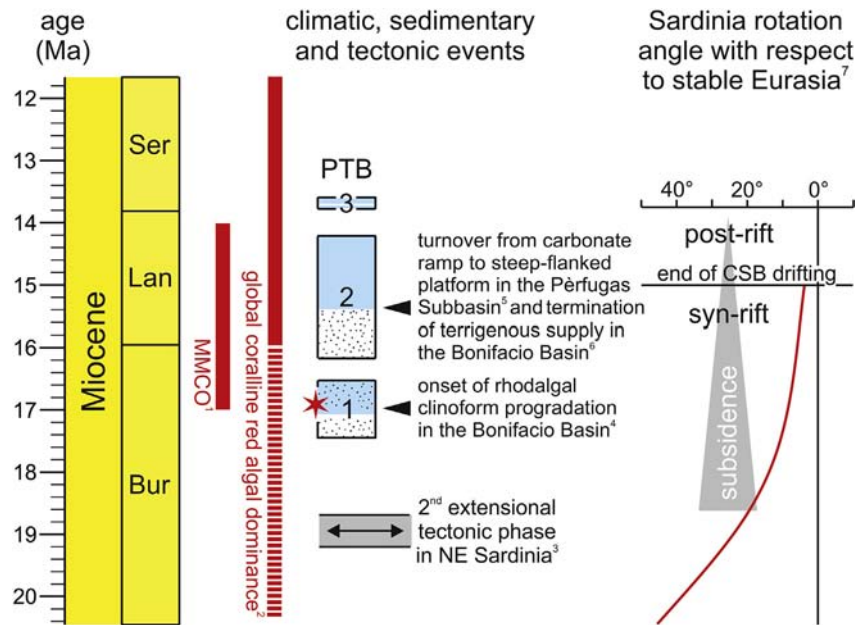 age
(Ma)
climatic, sedimentary
and tectonic events
Sardinia rotation
angle with respect
to stable Eurasia⁷
12
13
14
15
16
17
18
19
20
Miocene
Ser
Lan
Bur
MMCO¹
global coralline red algal dominance²
PTB
3
2
1
turnover from carbonate
ramp to steep-flanked
platform in the Pèrfugas
Subbasin⁵ and termination
of terrigenous supply in
the Bonifacio Basin⁶
onset of rhodalgal
clinoform progradation
in the Bonifacio Basin⁴
2nd extensional
tectonic phase
in NE Sardinia³
40° 20° 0°
post-rift
end of CSB drifting
syn-rift
subsidence